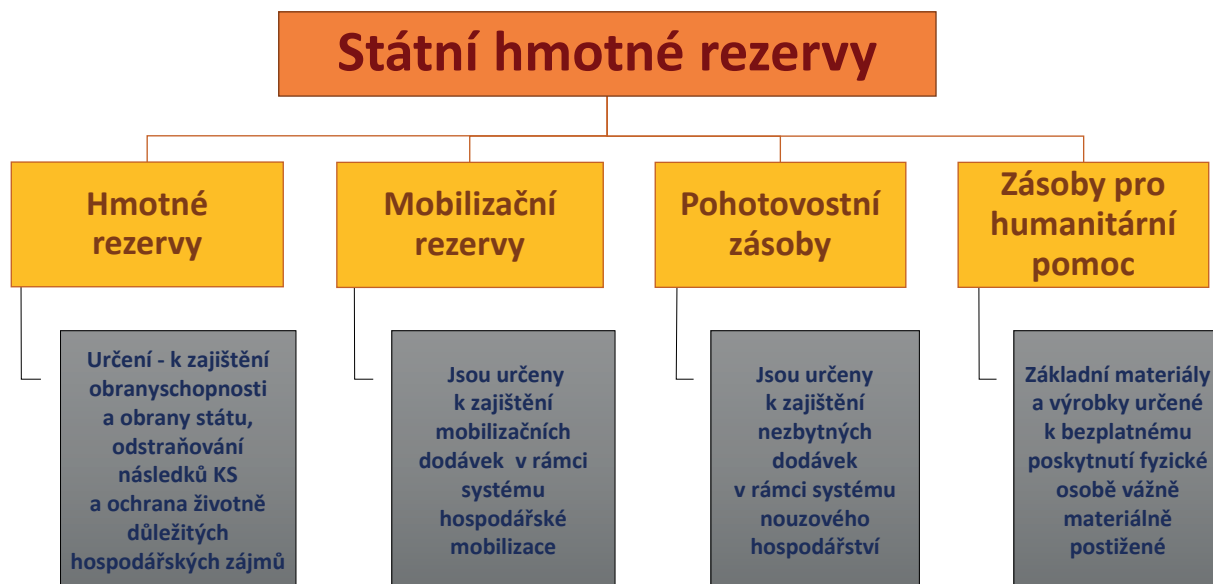 Státní hmotné rezervy
Hmotné
rezervy
Mobilizační
rezervy
Pohotovostní
zásoby
Zásoby pro
humanitární
pomoc
Určení - k zajištění
obranyschopnosti
a obrany státu,
odstraňování
následků KS
a ochrana životně
důležitých
hospodářských zájmů
Jsou určeny
k zajištění
mobilizačních
dodávek v rámci
systému
hospodářské
mobilizace
Jsou určeny
k zajištění
nezbytných
dodávek
v rámci systému
nouzového
hospodářství
Základní materiály
a výrobky určené
k bezplatnému
poskytnutí fyzické
osobě vážně
materiálně
postižené